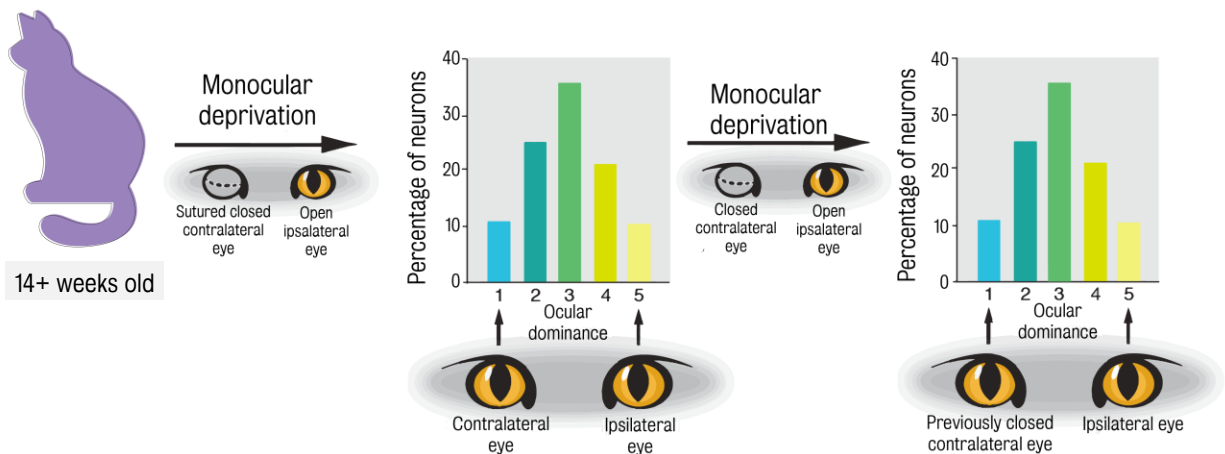 14+ weeks old
Monocular
deprivation
Sutured closed
contralateral
eye
Open
ipsalateral
eye
Percentage of neurons
40
30
20
10
0
1 2 3 4 5
Ocular
dominance
Contralateral
eye
Ipsilateral
eye
Monocular
deprivation
Closed
contralateral
eye
Open
ipsalateral
eye
Percentage of neurons
40
30
20
10
0
1 2 3 4 5
Ocular
dominance
Previously closed
contralateral eye
Ipsilateral eye